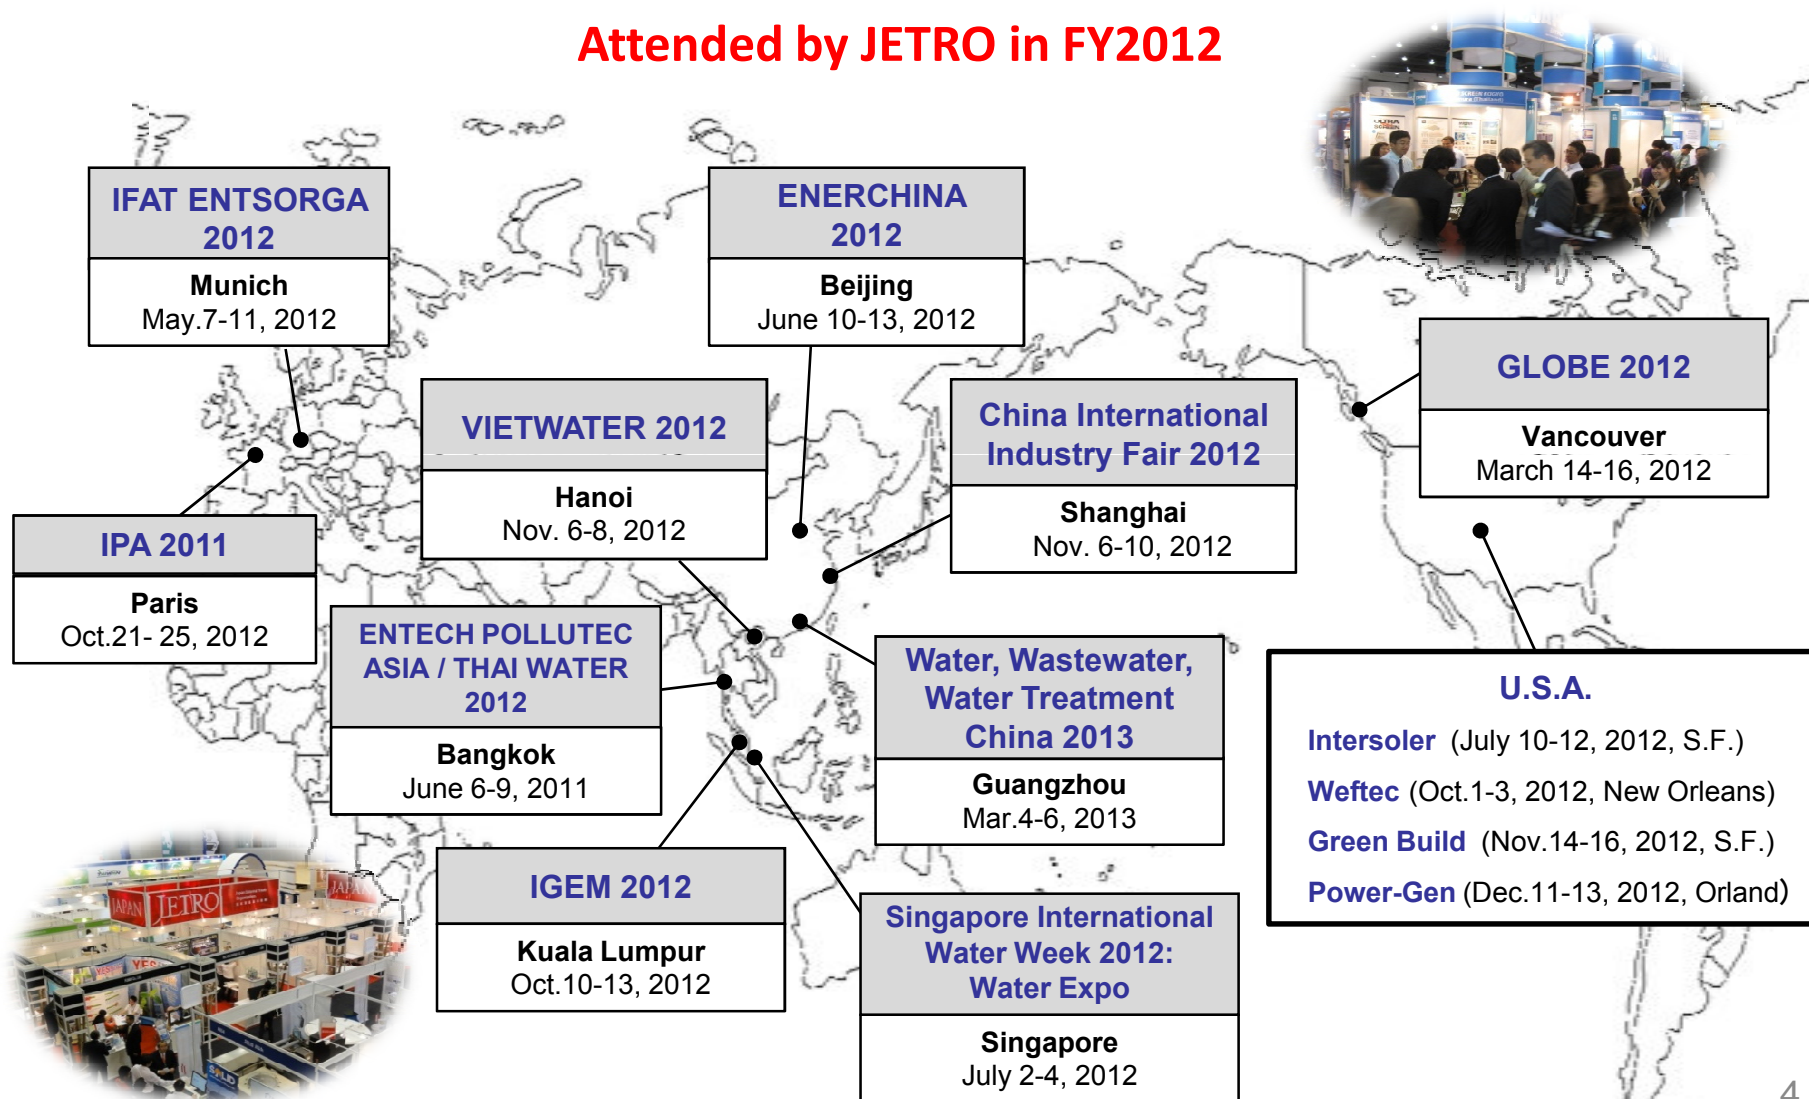 Attended by JETRO in FY2012
IFAT ENTSORGA
2012
Munich
May.7-11, 2012
ENERCHINA
2012
Beijing
June 10-13, 2012
GLOBE 2012
Vancouver
March 14-16, 2012
VIETWATER 2012
Hanoi
Nov. 6-8, 2012
China International
Industry Fair 2012
Shanghai
Nov. 6-10, 2012
IPA 2011
Paris
Oct.21- 25, 2012
ENTECH POLLUTEC
ASIA / THAI WATER
2012
Bangkok
June 6-9, 2011
Water, Wastewater,
Water Treatment
China 2013
Guangzhou
Mar.4-6, 2013
U.S.A.
Intersoler (July 10-12, 2012, S.F.)
Weftec (Oct.1-3, 2012, New Orleans)
Green Build (Nov.14-16, 2012, S.F.)
Power-Gen (Dec.11-13, 2012, Orland)
IGEM 2012
Kuala Lumpur
Oct.10-13, 2012
Singapore International
Water Week 2012:
Water Expo
Singapore
July 2-4, 2012
JAPAN
JETRO
JAPAN
4